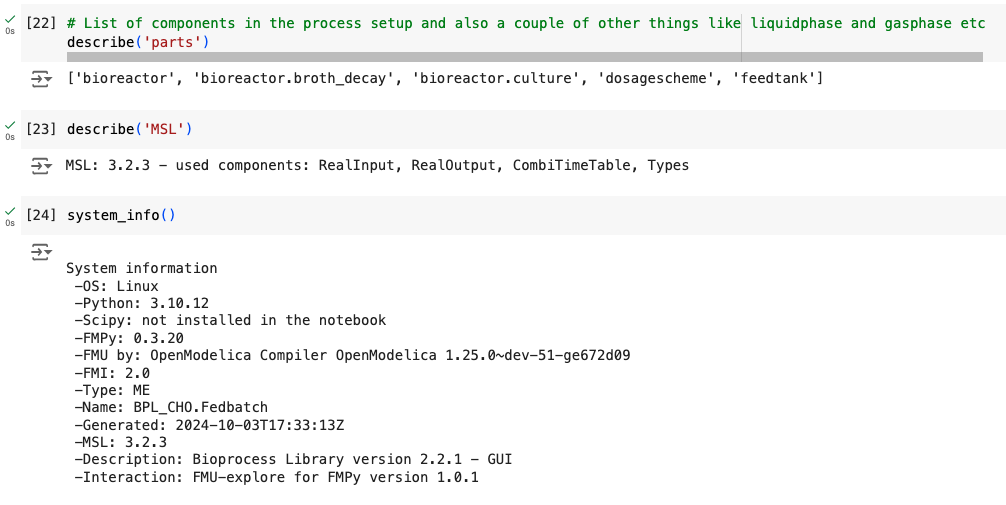 [22] # List of components in the process setup and also a couple of other things like liquidphase and gasphase etc
0s
describe('parts')
['bioreactor', 'bioreactor.broth_decay', 'bioreactor.culture', 'dosagescheme', 'feedtank']
[23] describe('MSL')
0s
MSL: 3.2.3 - used components: RealInput, RealOutput, CombiTimeTable, Types
[24] system_info()
0s
System information
-OS: Linux
-Python: 3.10.12
-Scipy: not installed in the notebook
-FMPy: 0.3.20
-FMU by: OpenModelica Compiler OpenModelica 1.25.0~dev-51-ge672d09
-FMI: 2.0
-Type: ME
-Name: BPL_CHO.Fedbatch
-Generated: 2024-10-03T17:33:13Z
-MSL: 3.2.3
-Description: Bioprocess Library version 2.2.1 - GUI
-Interaction: FMU-explore for FMPy version 1.0.1